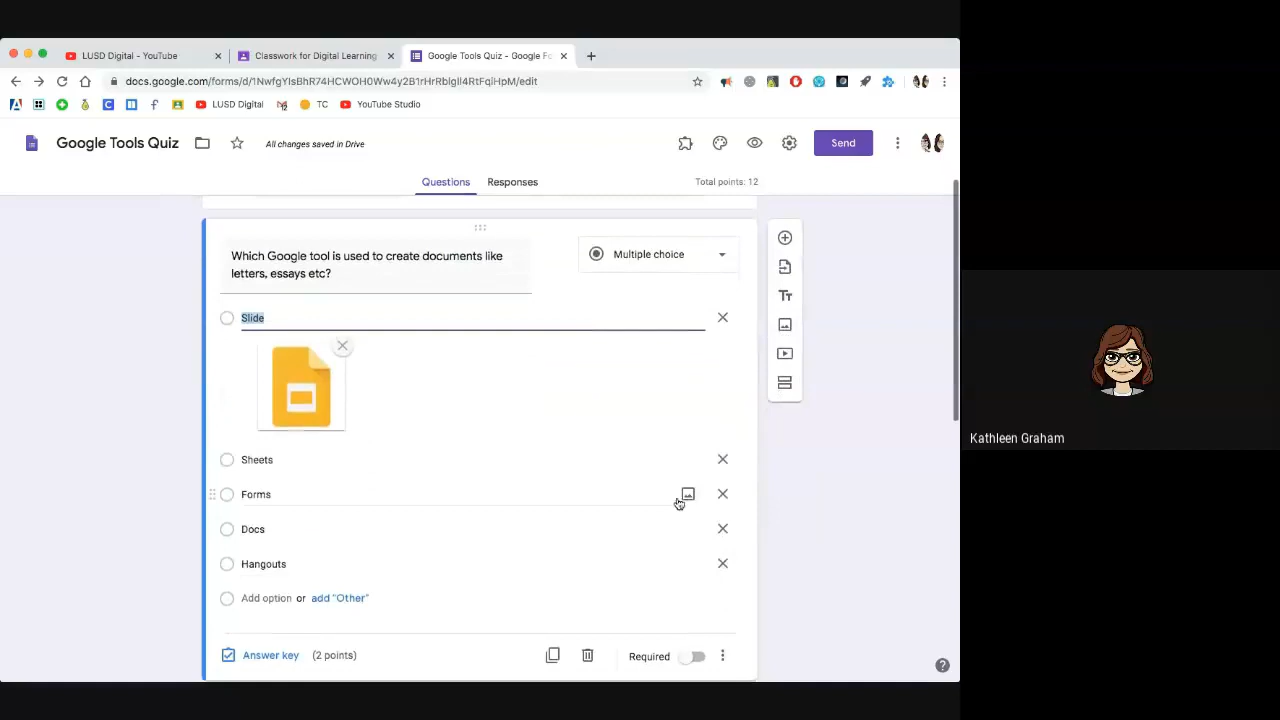 LUSD Digital - YouTube
Classwork for Digital Learning
Google Tools Quiz - Google Fo
docs.google.com/forms/d/1NwfgYIsBhR74HCWOH0Ww4y2B1rHrRblgIl4RtFqiHpM/edit
LUSD Digital
TC
YouTube Studio
Google Tools Quiz
All changes saved in Drive
Send
Questions
Responses
Total points: 12
Which Google tool is used to create documents like
letters, essays etc?
Multiple choice
Slide
Sheets
Forms
Docs
Hangouts
Add option or add "Other"
Answer key (2 points)
Required
Kathleen Graham